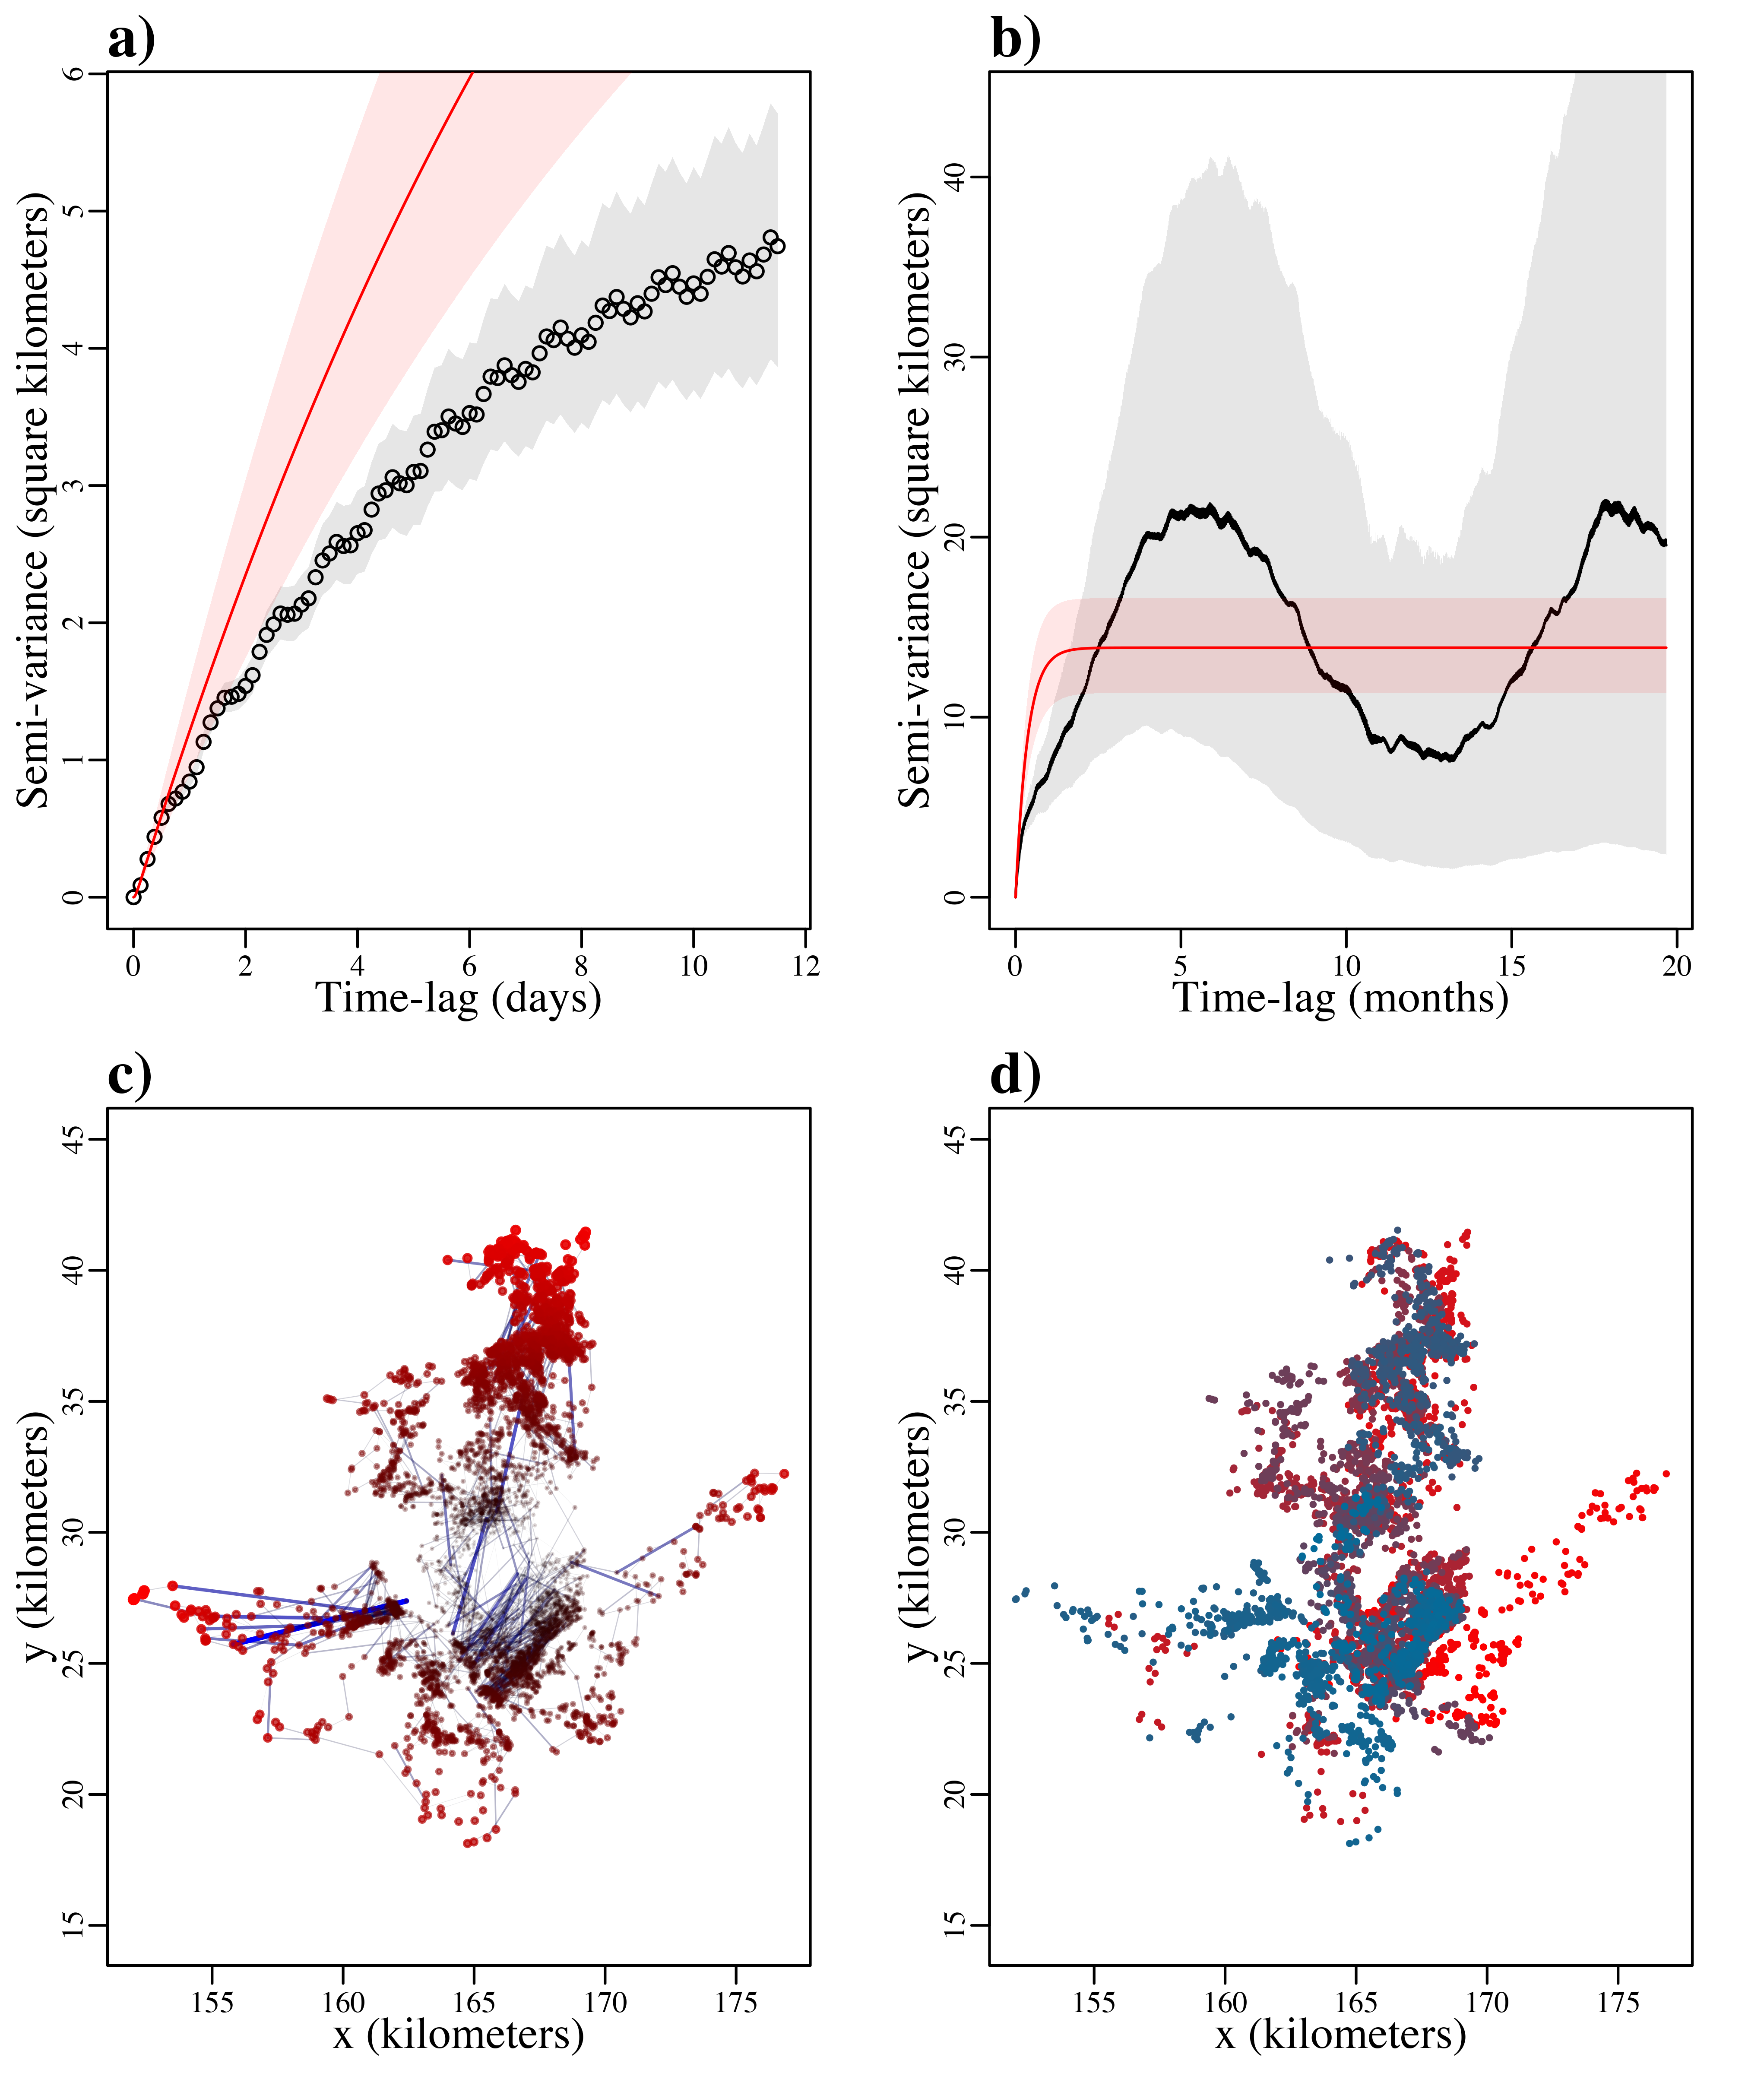 a)
6
5
4
3
2
1
0
Semi-variance (square kilometers)
0 2 4 6 8 10 12
Time-lag (days)
b)
40
30
20
10
0
Semi-variance (square kilometers)
0 5 10 15 20
Time-lag (months)
c)
45
40
35
30
25
20
15
y (kilometers)
155 160 165 170 175
x (kilometers)
d)
45
40
35
30
25
20
15
y (kilometers)
155 160 165 170 175
x (kilometers)